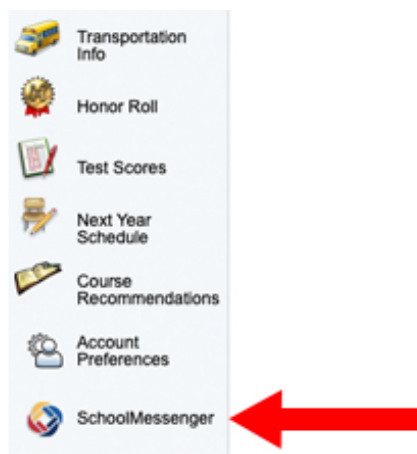 Transportation
Info
Honor Roll
Test Scores
Next Year
Schedule
Course
Recommendations
Account
Preferences
SchoolMessenger